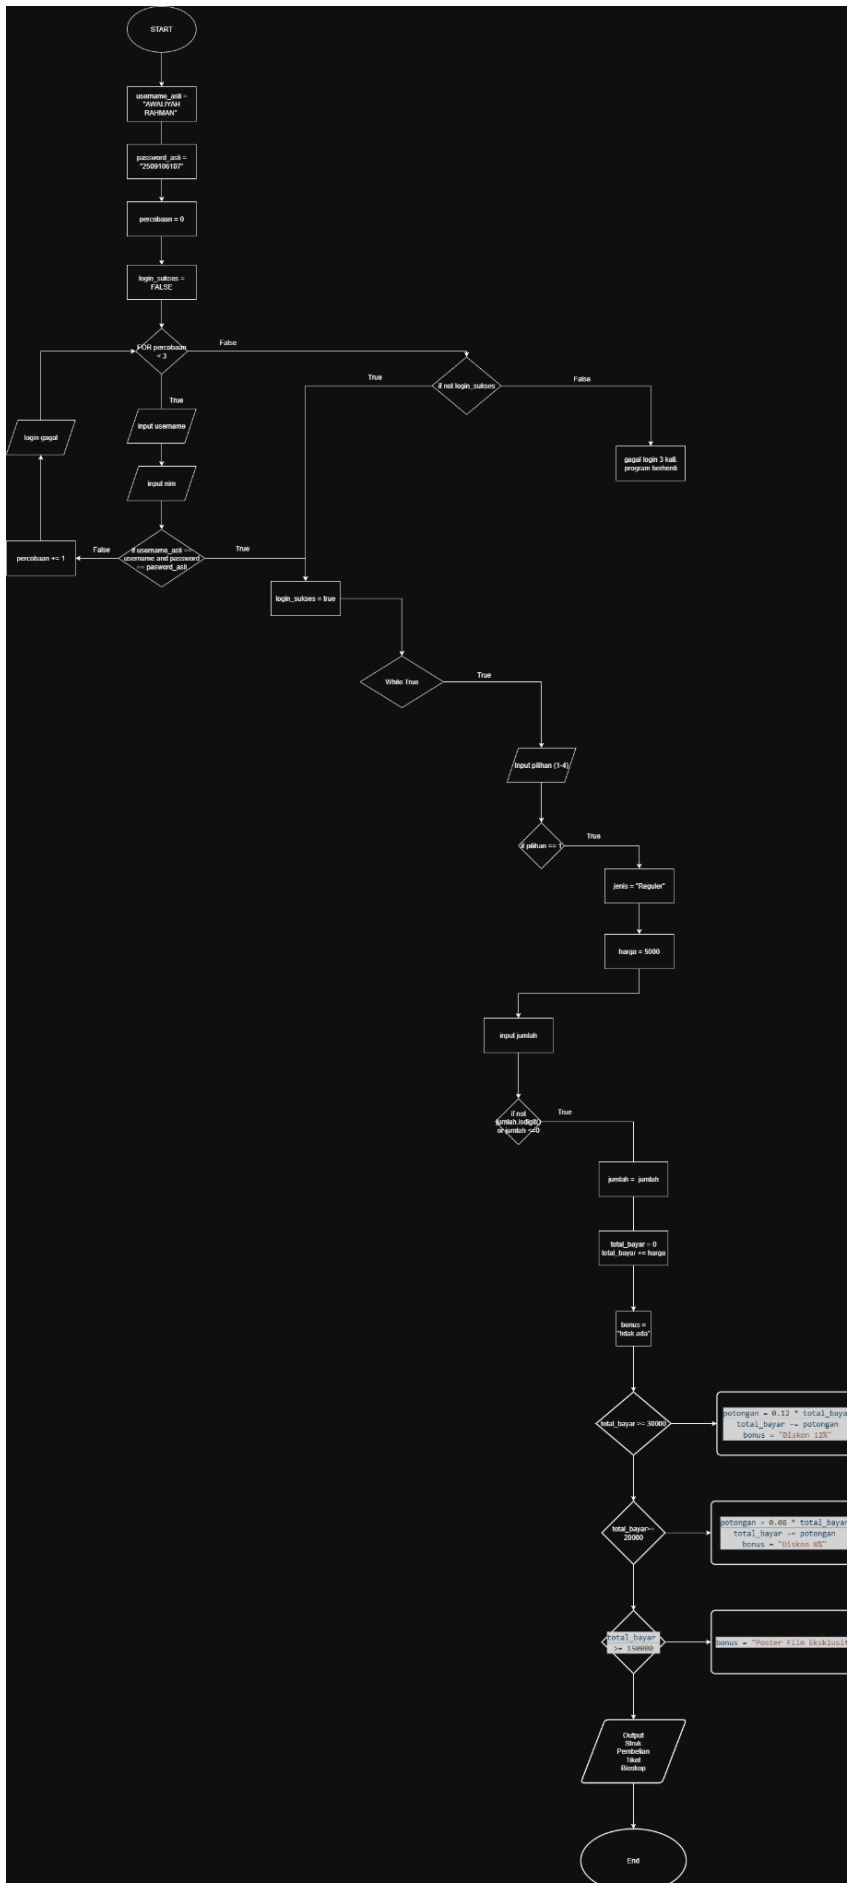 START
username_asli =
"AWALIYAH
RAHMAN"
password_asli =
"2509106107"
percobaan = 0
login_sukses =
FALSE
FOR percobaan
< 3
False
True
if not login_sukses
True
False
gagal login 3 kali.
program berhenti
input username
login gagal
input nim
if username_asli ==
username and password
== pasword_asli
False
True
percobaan += 1
login_sukses = true
While True
True
Input pilihan (1-4)
if pilihan == 1
True
jenis = "Reguler"
harga = 5000
input jumlah
if not
jumlah.isdigit()
or jumlah <=0
True
jumlah = jumlah
total_bayar = 0
total_bayar += harga
bonus =
"tidak ada"
total_bayar >= 30000
potongan = 0.12 * total_baya
total_bayar -= potongan
bonus = "Diskon 12%"
total_bayar>=
20000
potongan = 0.08 * total_bayar
total_bayar -= potongan
bonus = "Diskon 8%"
total_bayar
>= 150000
bonus = "Poster Film Eksklusif
Output
Struk
Pembelian
Tiket
Bioskop
End